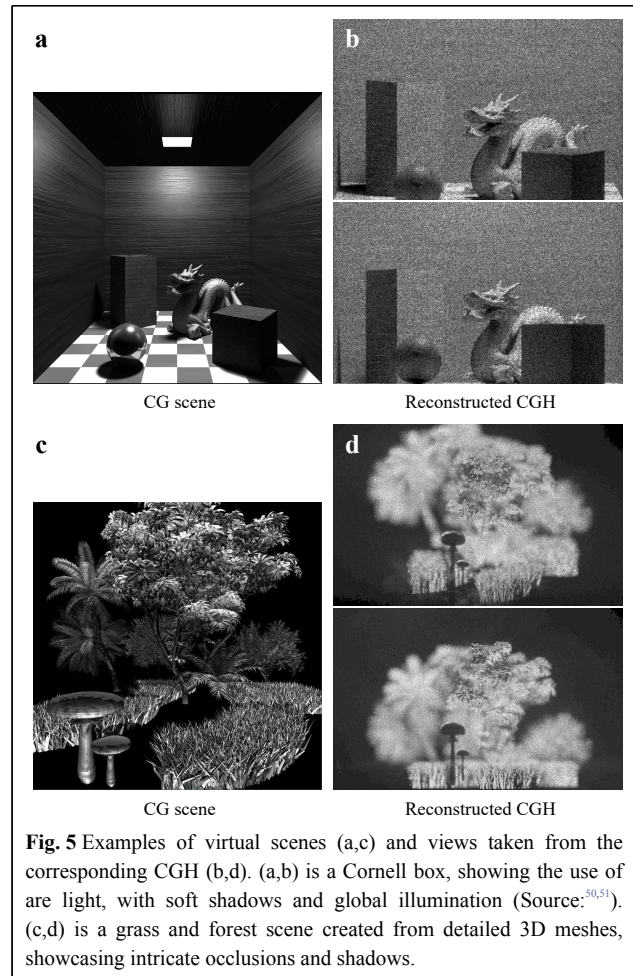 a
b
CG scene
Reconstructed CGH
c
d
CG scene
Reconstructed CGH
Fig. 5 Examples of virtual scenes (a,c) and views taken from the
corresponding CGH (b,d). (a,b) is a Cornell box, showing the use of
are light, with soft shadows and global illumination (Source:50,51).
(c,d) is a grass and forest scene created from detailed 3D meshes,
showcasing intricate occlusions and shadows.